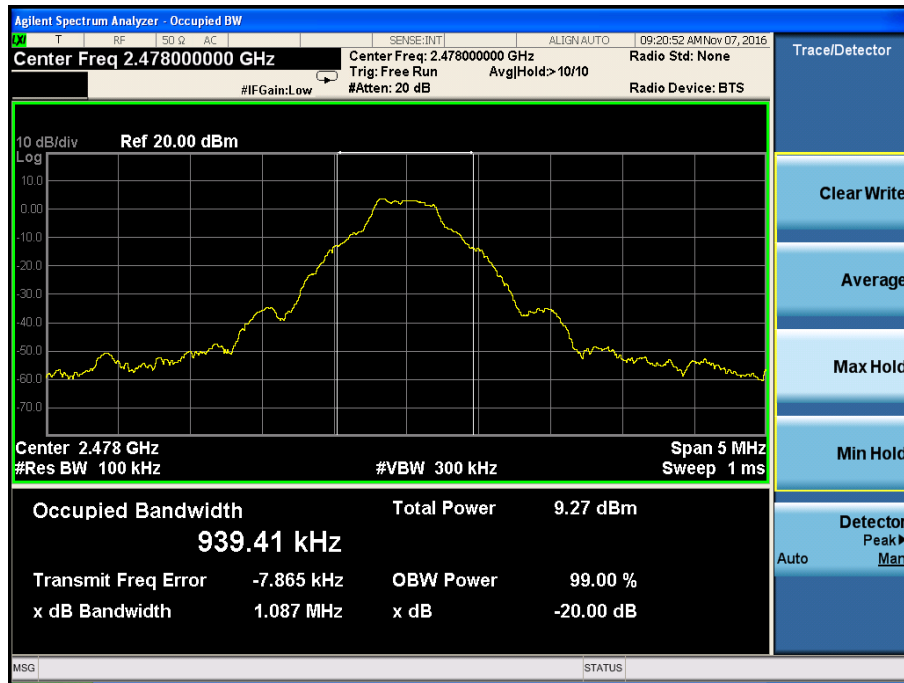 Agilent Spectrum Analyzer - Occupied BW
LXI T RF 50 Ω AC SENSE:INT ALIGN AUTO 09:20:52 AM Nov 07, 2016
Center Freq 2.478000000 GHz
Center Freq: 2.478000000 GHz
Radio Std: None
Trig: Free Run Avg|Hold:> 10/10
#IFGain:Low
#Atten: 20 dB
Radio Device: BTS
10 dB/div Ref 20.00 dBm
Log
10.0
0.00
-10.0
-20.0
-30.0
-40.0
-50.0
-60.0
-70.0
Center 2.478 GHz Span 5 MHz
#Res BW 100 kHz #VBW 300 kHz Sweep 1 ms
Occupied Bandwidth Total Power 9.27 dBm
939.41 kHz
Transmit Freq Error -7.865 kHz OBW Power 99.00 %
x dB Bandwidth 1.087 MHz x dB -20.00 dB
Trace/Detector
Clear Write
Average
Max Hold
Min Hold
Detector
Peak▶
Auto Man
MSG STATUS